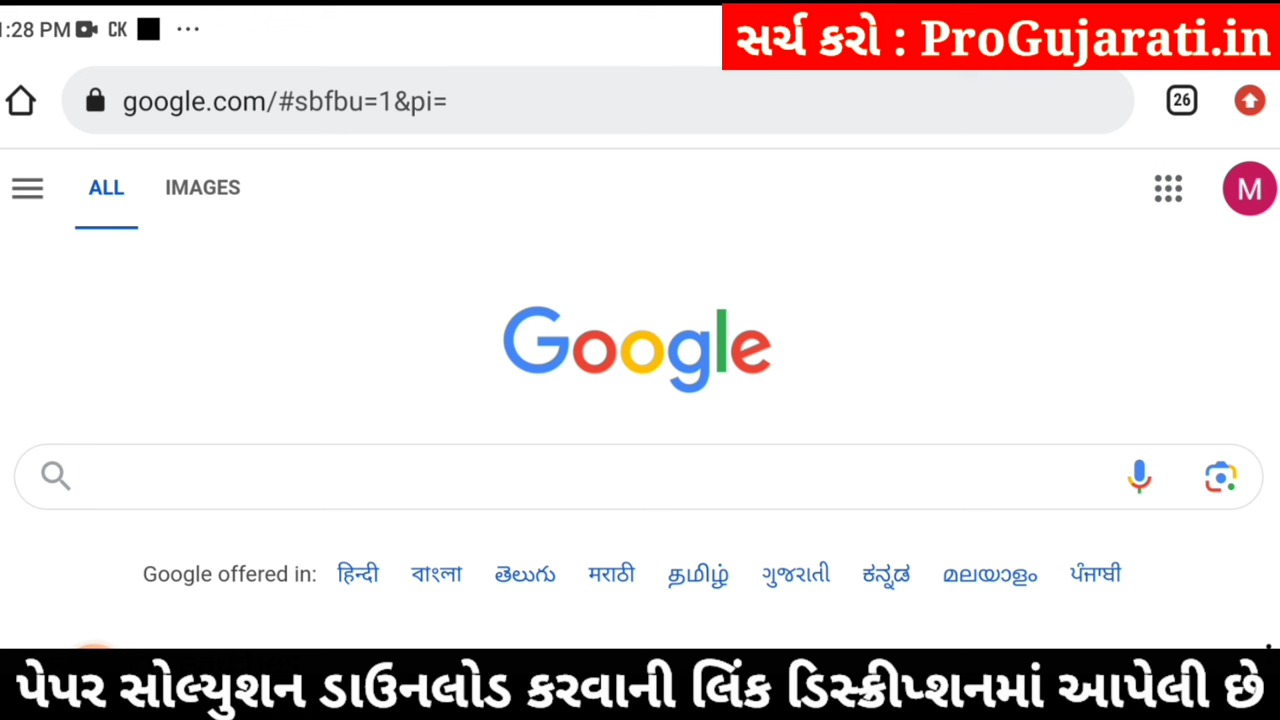 :28 PM CK ...
સર્ચ કરો : ProGujarati.in
google.com/#sbfbu=1&pi=
26
ALL IMAGES
M
Google
Google offered in: हिन्दी বাংলা తెలుగు मराठी தமிழ் ગુજરાતી ಕನ್ನಡ മലയാളം ਪੰਜਾਬੀ
પેપર સોલ્યુશન ડાઉનલોડ કરવાની લિંક ડિસ્ક્રીપ્શનમાં આપેલી છે